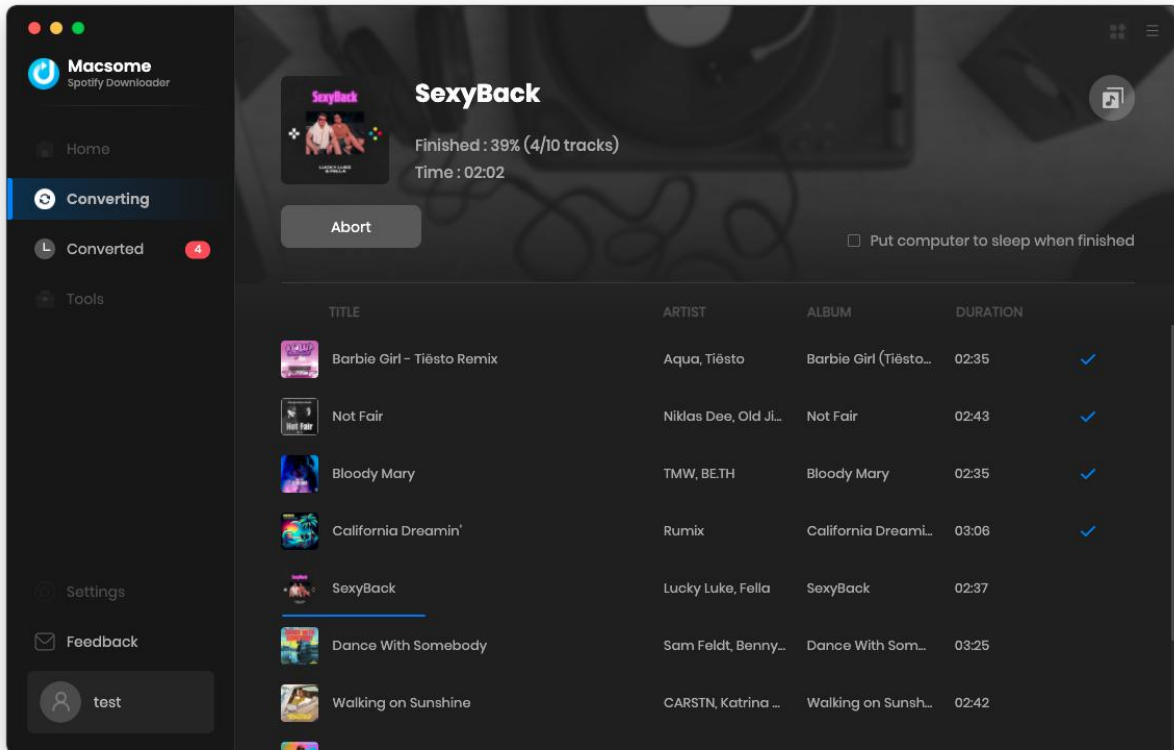 Macsome
Spotify Downloader
Home
Converting
Converted 4
Tools
Settings
Feedback
test
SexyBack
LUCKY LUKE
& FELLA
SexyBack
Finished : 39% (4/10 tracks)
Time : 02:02
Abort
Put computer to sleep when finished
TITLE ARTIST ALBUM DURATION
Barbie Girl - Tiësto Remix Aqua, Tiësto Barbie Girl (Tiësto... 02:35
Not Fair
Not Fair Niklas Dee, Old Ji... Not Fair 02:43
Bloody Mary TMW, BE.TH Bloody Mary 02:35
California Dreamin' Rumix California Dreami... 03:06
SexyBack Lucky Luke, Fella SexyBack 02:37
Dance With Somebody Sam Feldt, Benny... Dance With Som... 03:25
Walking on Sunshine CARSTN, Katrina ... Walking on Sunsh... 02:42